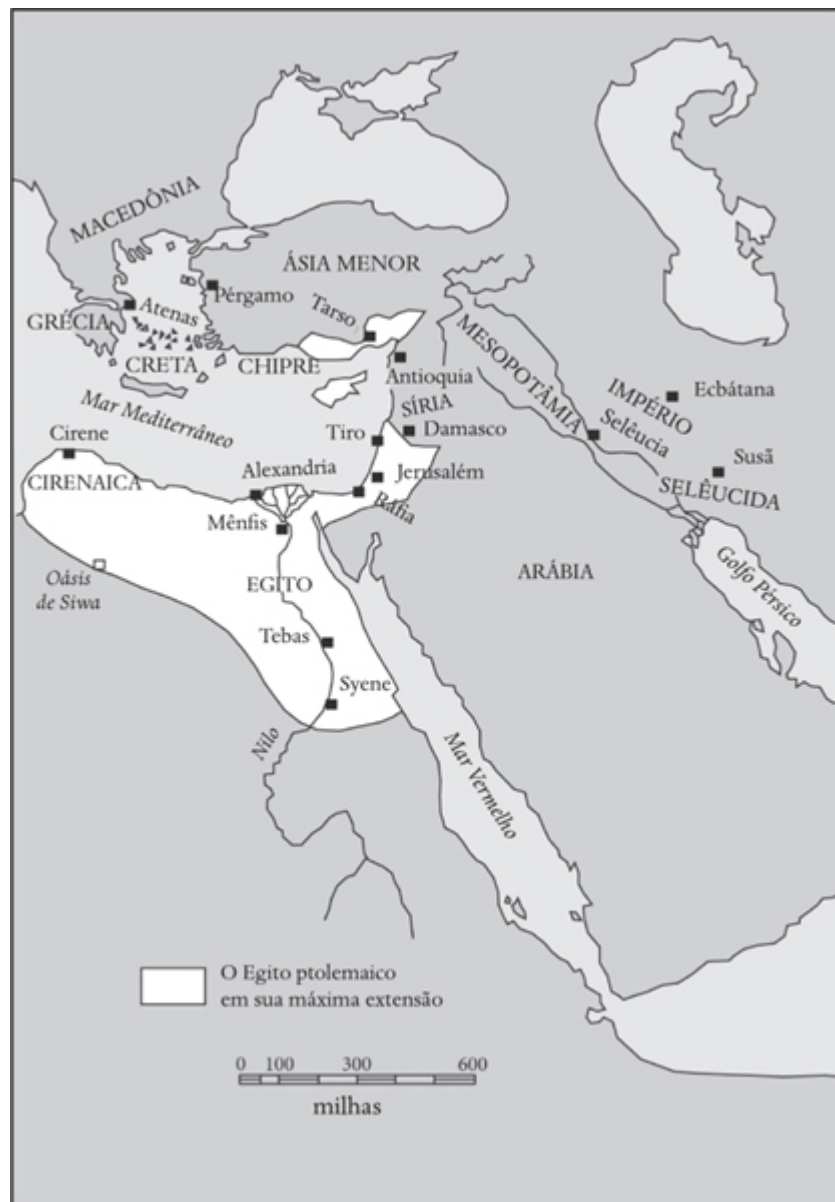 MACEDÔNIA
ÁSIA MENOR
Pérgamo
Atenas
GRÉCIA
Tarso
CRETA
CHIPRE
Antioquia
MESOPOTÂMIA
IMPÉRIO
Ecbátana
Mar Mediterrâneo
SÍRIA
Selêucia
Cirene
Tiro
Damasco
Susã
CIRENAICA
Alexandria
Jerusalém
SELÊUCIDA
Ráfia
Mênfis
Oásis
de Siwa
EGITO
ARÁBIA
Golfo Pérsico
Tebas
Syene
Nilo
Mar Vermelho
O Egito ptolemaico
em sua máxima extensão
0 100 300 600
milhas